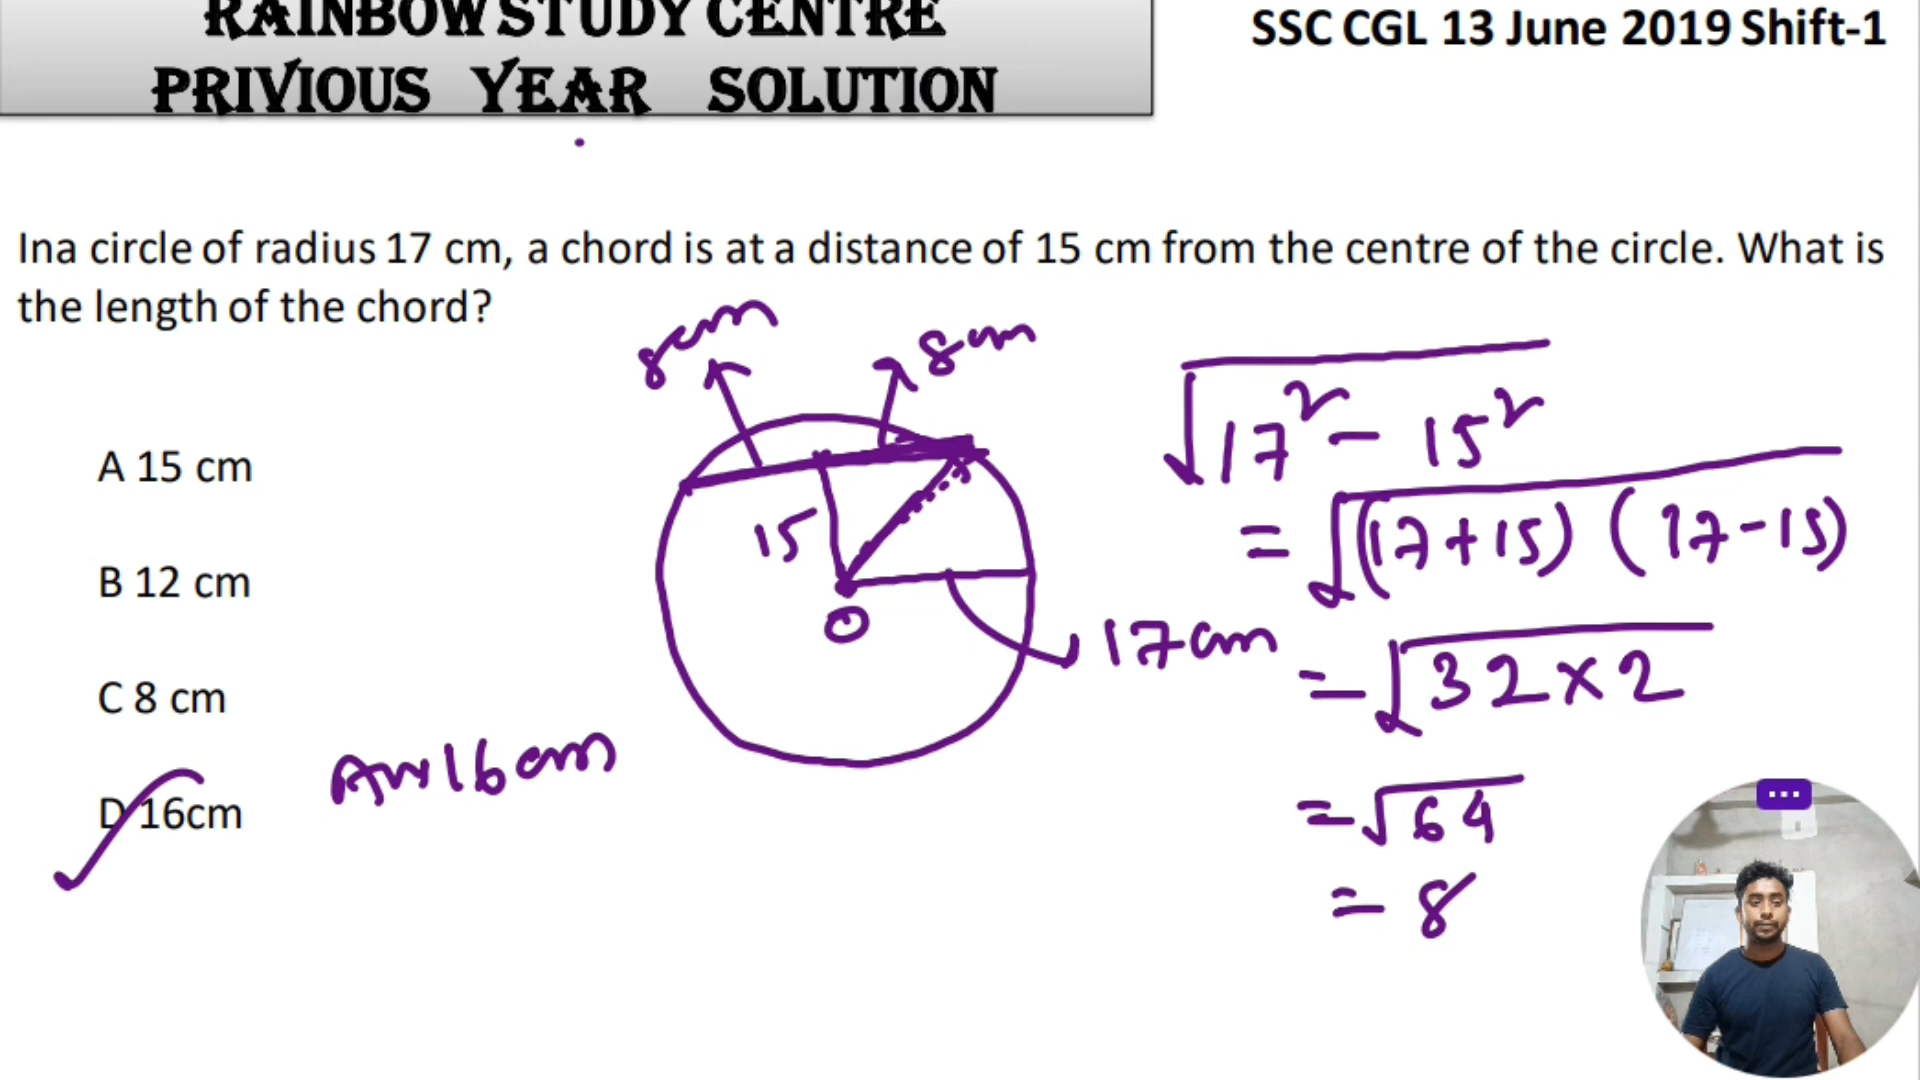 RAINBOW STUDY CENTRE
PRIVIOUS YEAR SOLUTION
SSC CGL 13 June 2019 Shift-1
Ina circle of radius 17 cm, a chord is at a distance of 15 cm from the centre of the circle. What is
the length of the chord?
8cm
8cm
A 15 cm
B 12 cm
C 8 cm
D 16cm
16cm
15
O
17cm
√17² - 15²
= √(17+15) (17-15)
= √32×2
= √64
= 8